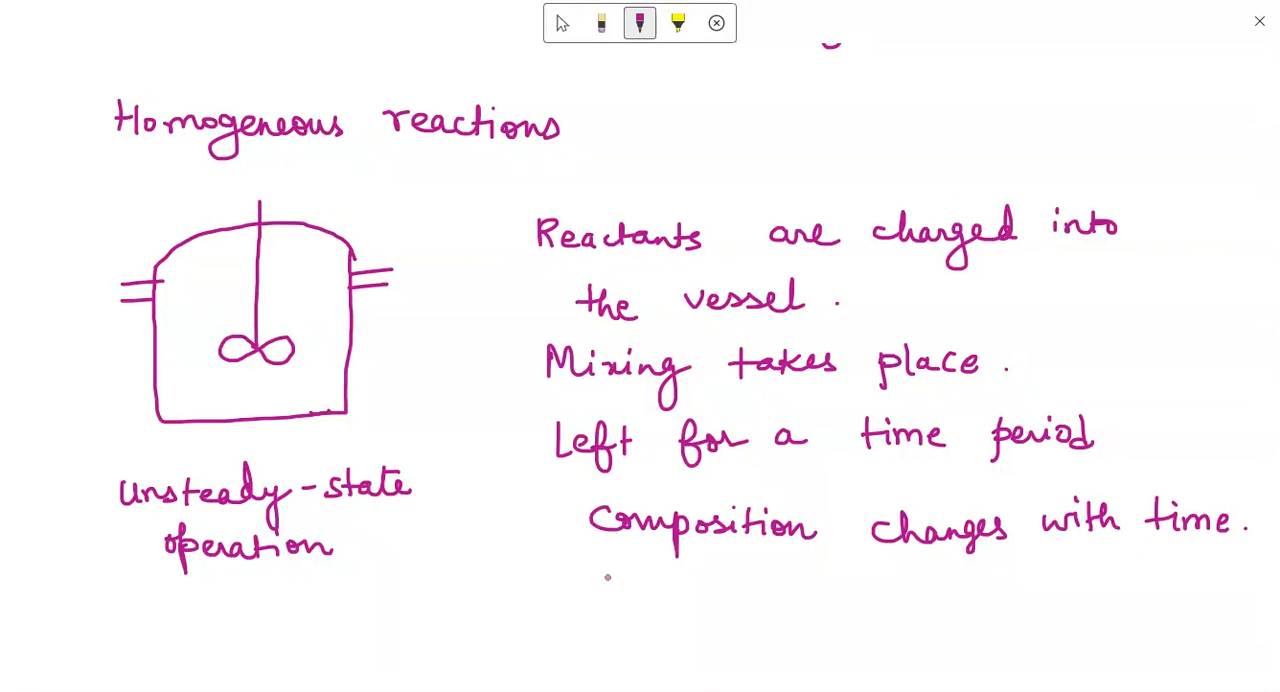 Homogeneous reactions
Reactants are charged into
the vessel.
Mixing takes place.
Left for a time period
Composition changes with time.
Unsteady-state
operation